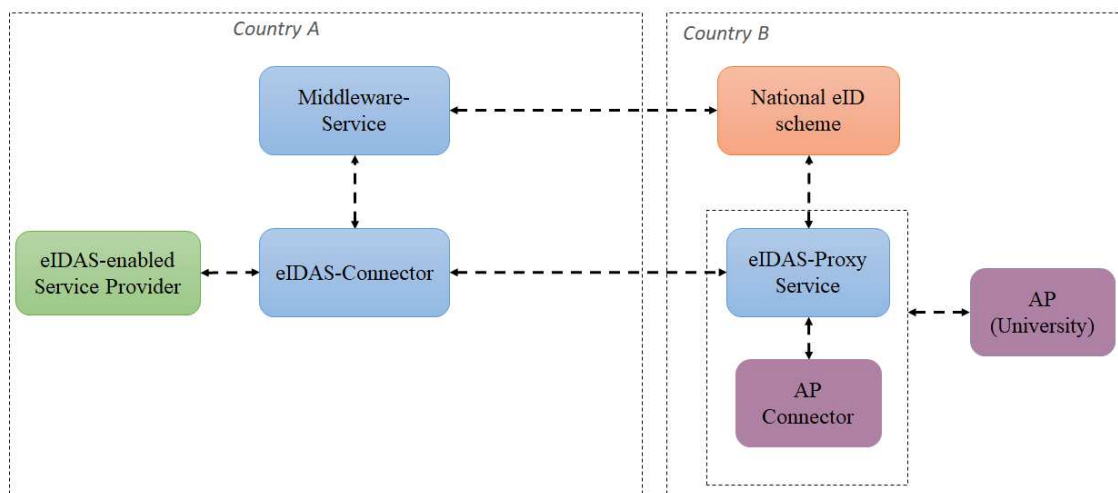 Country A
Country B
Middleware-
Service
National eID
scheme
eIDAS-enabled
Service Provider
eIDAS-Connector
eIDAS-Proxy
Service
AP
(University)
AP
Connector